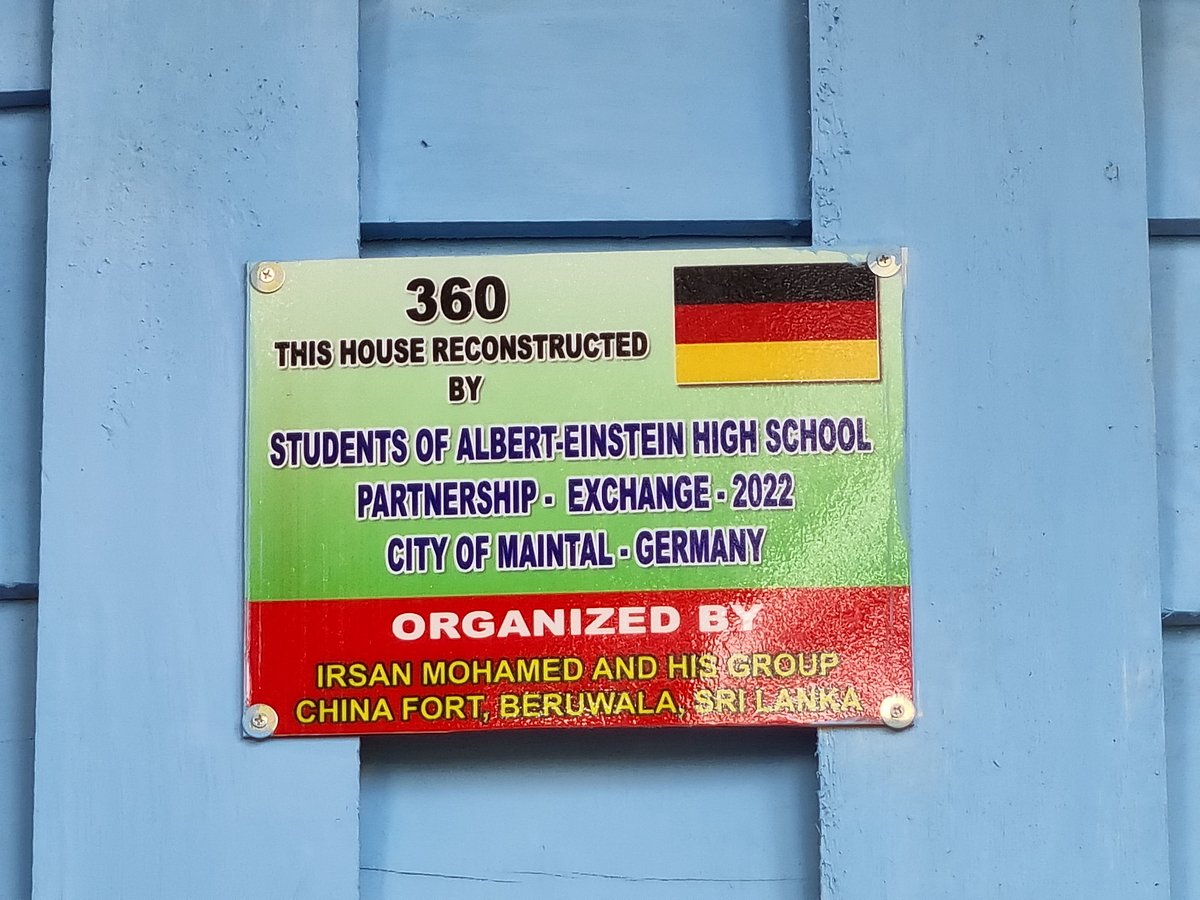 360
THIS HOUSE RECONSTRUCTED
BY
STUDENTS OF ALBERT-EINSTEIN HIGH SCHOOL
PARTNERSHIP - EXCHANGE - 2022
CITY OF MAINTAL - GERMANY
ORGANIZED BY
IRSAN MOHAMED AND HIS GROUP
CHINA FORT, BERUWALA, SRI LANKA